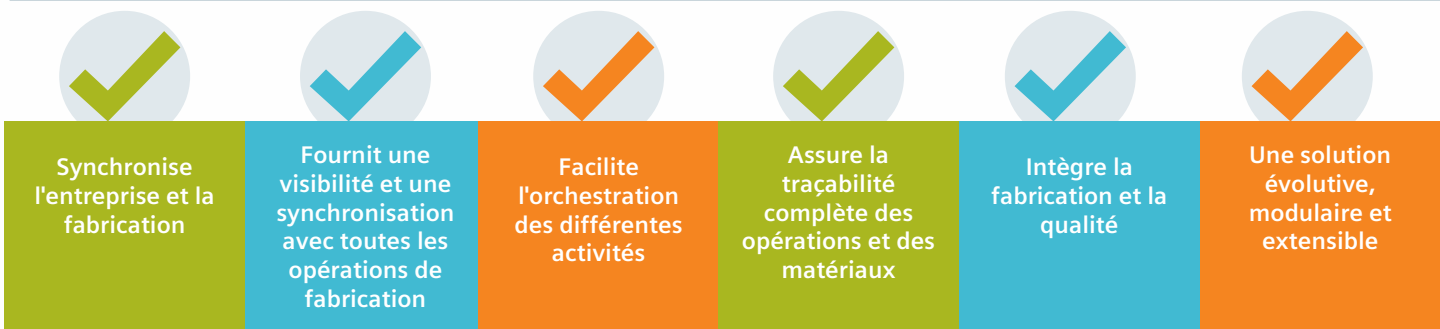 Synchronise
l'entreprise et la
fabrication
Fournit une
visibilité et une
synchronisation
avec toutes les
opérations de
fabrication
Facilite
l'orchestration
des différentes
activités
Assure la
traçabilité
complète des
opérations et des
matériaux
Intègre la
fabrication et la
qualité
Une solution
évolutive,
modulaire et
extensible